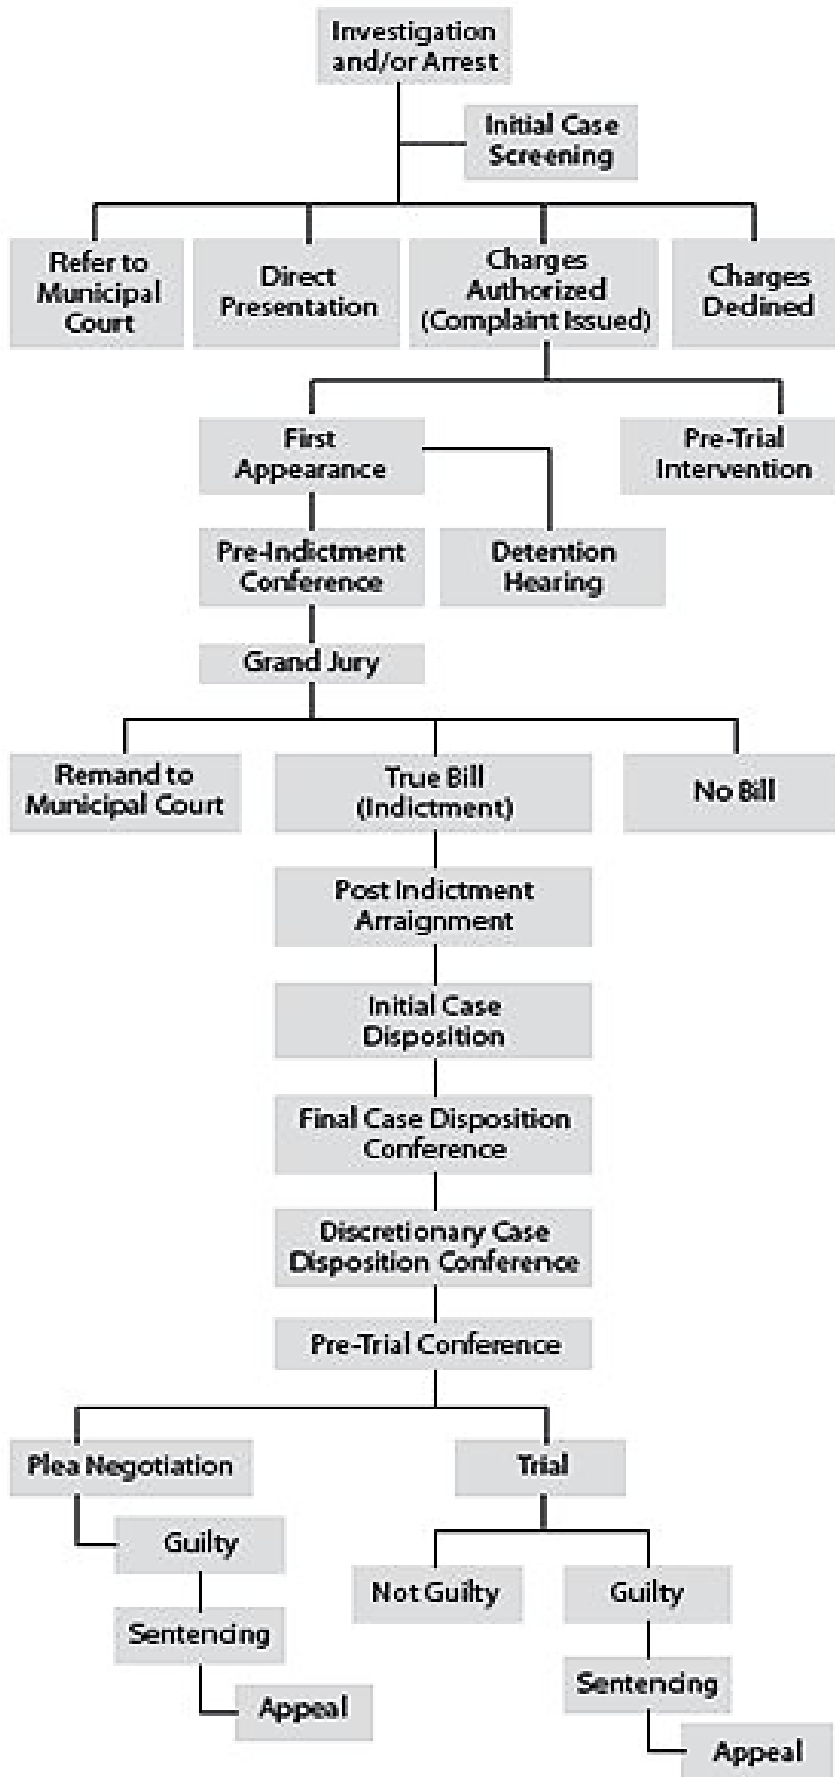 Investigation
and/or Arrest
Initial Case
Screening
Refer to
Municipal
Court
Direct
Presentation
Charges
Authorized
(Complaint Issued)
Charges
Declined
First
Appearance
Pre-Trial
Intervention
Pre-Indictment
Conference
Detention
Hearing
Grand Jury
Remand to
Municipal Court
True Bill
(Indictment)
No Bill
Post Indictment
Arraignment
Initial Case
Disposition
Final Case Disposition
Conference
Discretionary Case
Disposition Conference
Pre-Trial Conference
Plea Negotiation
Trial
Guilty
Not Guilty
Guilty
Sentencing
Sentencing
Appeal
Appeal